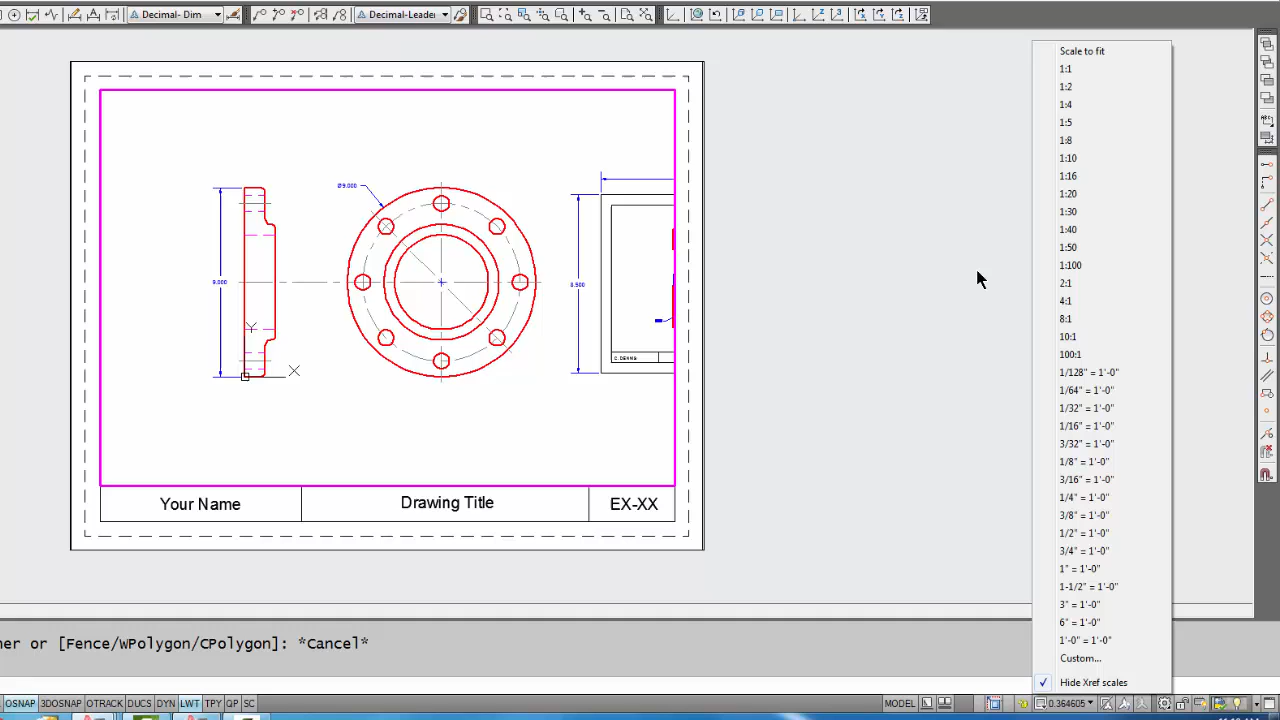 Decimal- Dim
Decimal-Leader
Scale to fit
1:1
1:2
1:4
1:5
1:8
1:10
1:16
1:20
1:30
1:40
1:50
1:100
2:1
4:1
8:1
10:1
100:1
1/128" = 1'-0"
1/64" = 1'-0"
1/32" = 1'-0"
1/16" = 1'-0"
3/32" = 1'-0"
1/8" = 1'-0"
3/16" = 1'-0"
1/4" = 1'-0"
3/8" = 1'-0"
1/2" = 1'-0"
3/4" = 1'-0"
1" = 1'-0"
1-1/2" = 1'-0"
3" = 1'-0"
6" = 1'-0"
1'-0" = 1'-0"
Custom...
Hide Xref scales
Ø9.000
9.000
8.500
Y
X
C. DENNIS
Your Name
Drawing Title
EX-XX
ner or [Fence/WPolygon/CPolygon]: *Cancel*
OSNAP 3DOSNAP OTRACK DUCS DYN LWT TPY QP SC
MODEL
0.364605